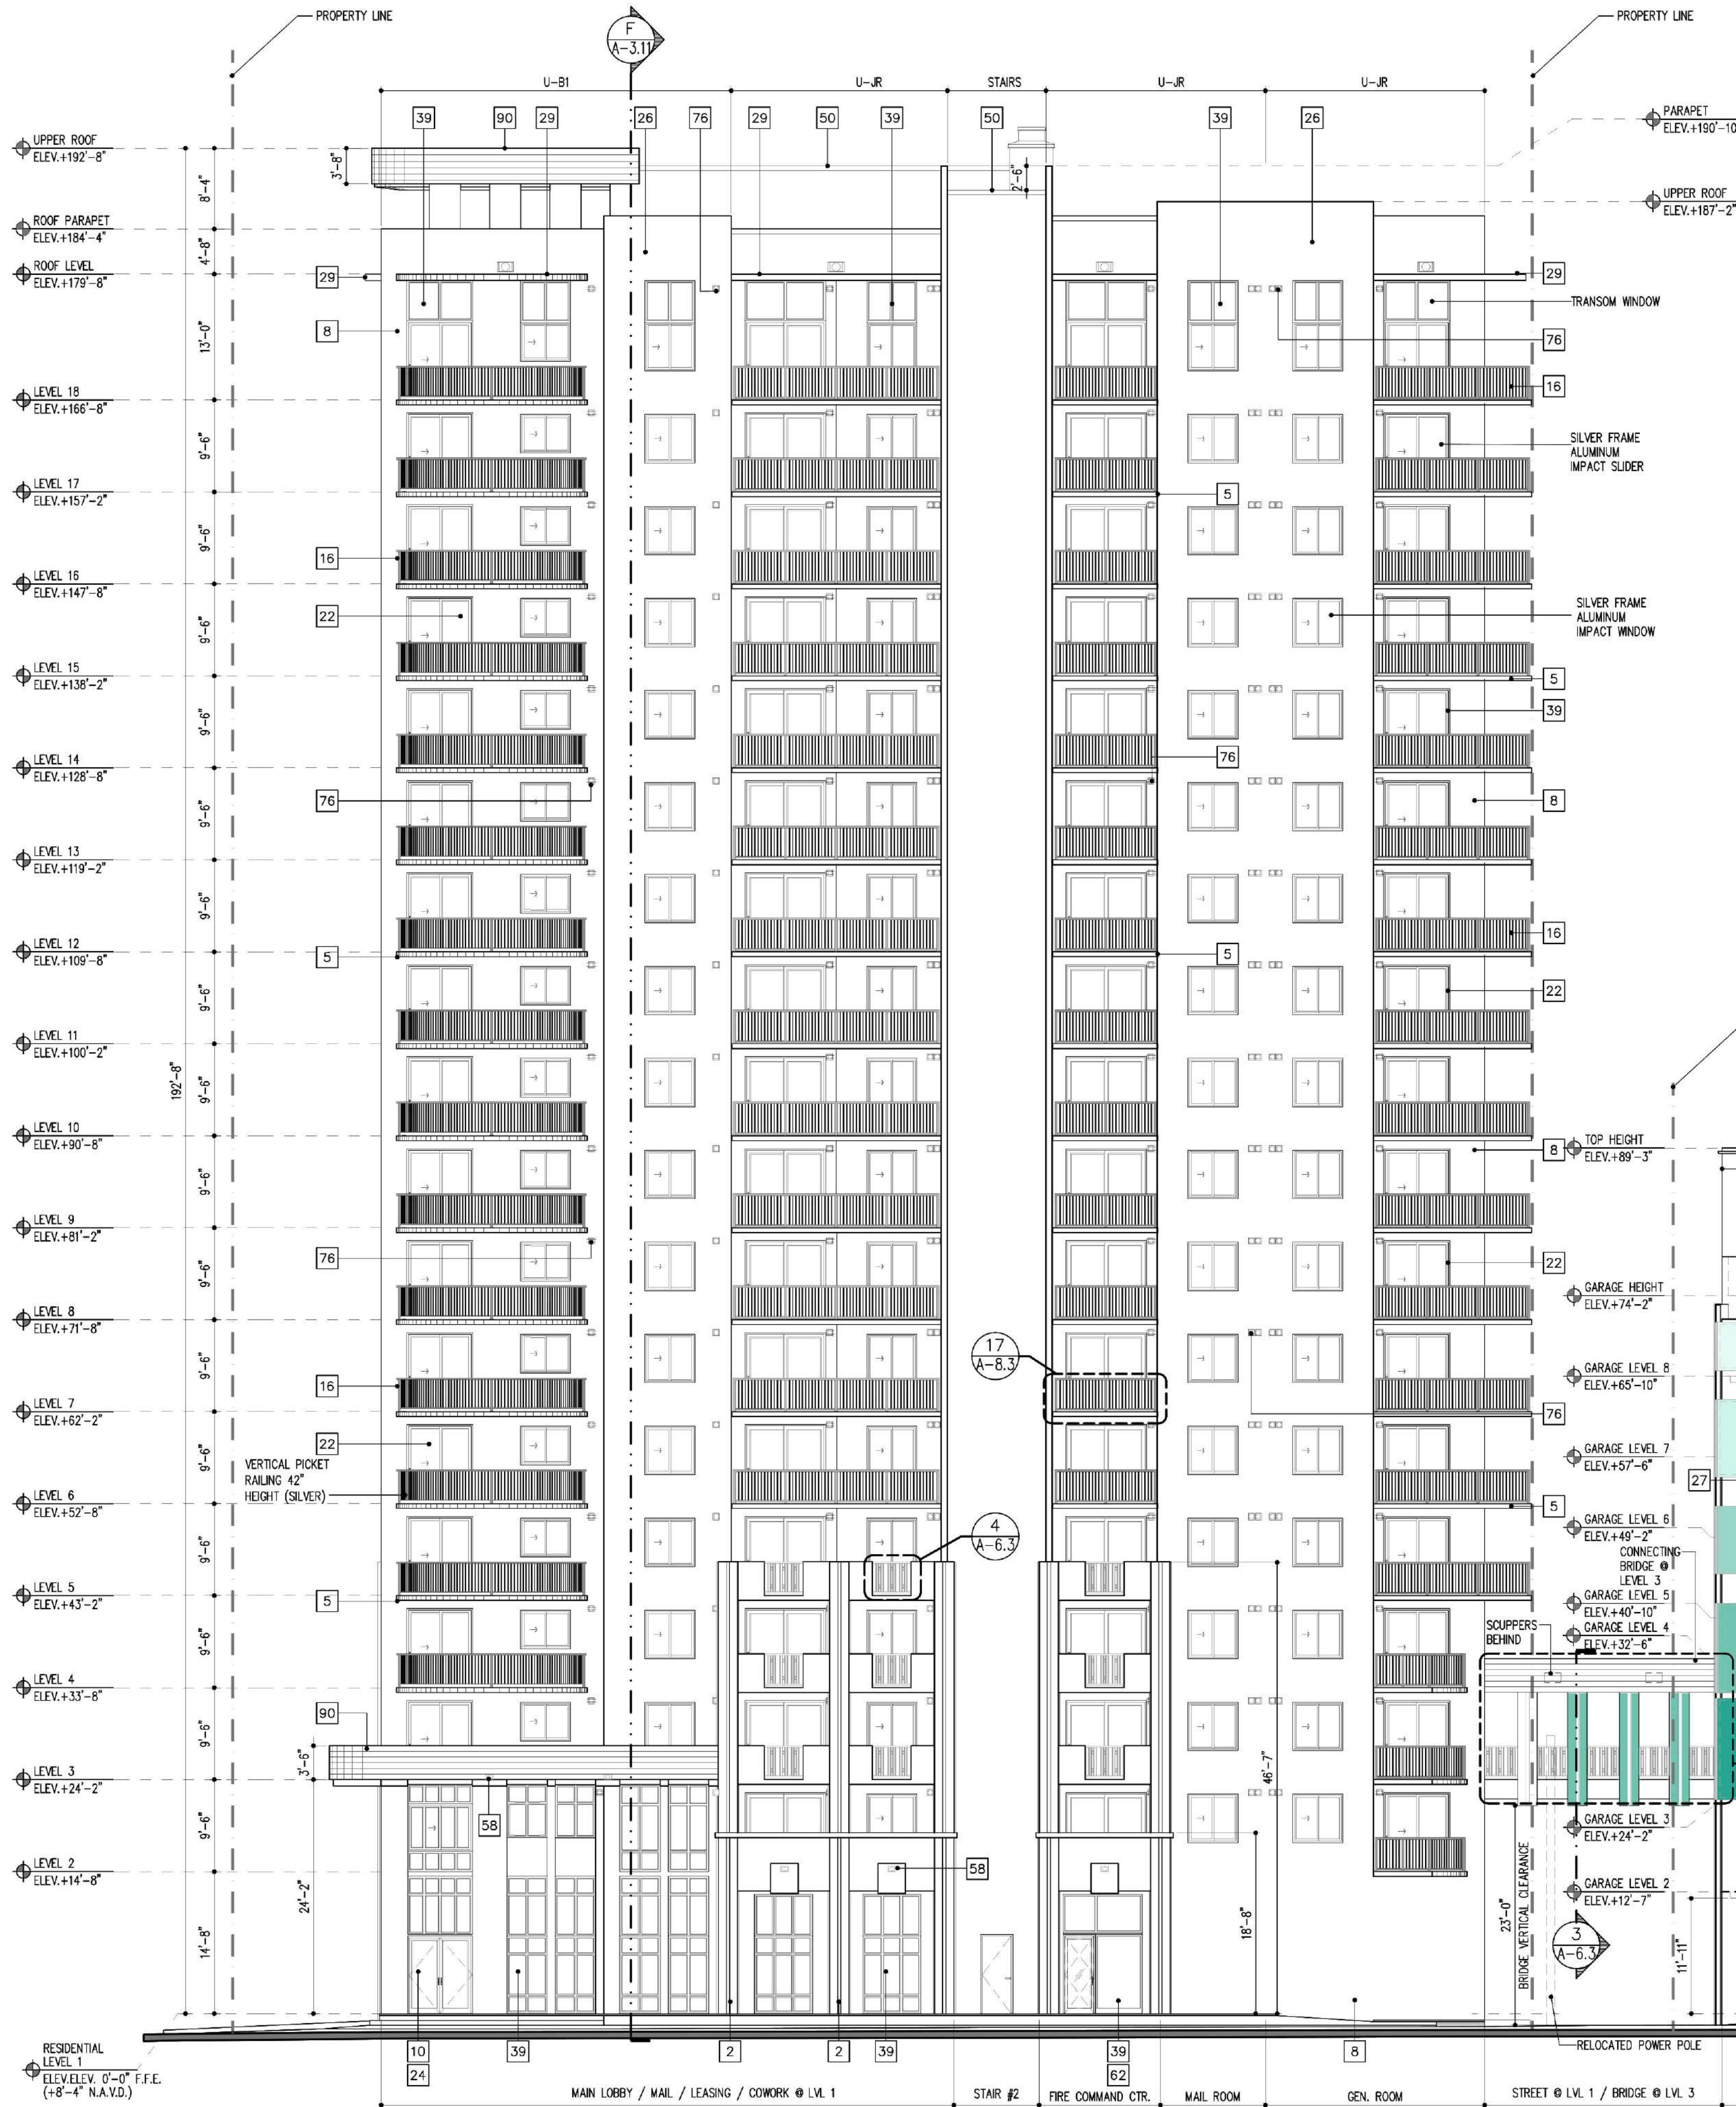 PROPERTY LINE
F
A-3.11
PROPERTY LINE
U-B1
U-JR
STAIRS
U-JR
U-JR
39
90
29
26
76
29
50
39
50
39
26
PARAPET
ELEV.+190'-10
UPPER ROOF
ELEV.+192'-8"
3'-8"
8'-4"
2'-6"
UPPER ROOF
ELEV.+187'-2"
ROOF PARAPET
ELEV.+184'-4"
4'-8"
ROOF LEVEL
ELEV.+179'-8"
29
29
TRANSOM WINDOW
8
13'-0"
76
16
LEVEL 18
ELEV.+166'-8"
9'-6"
SILVER FRAME
ALUMINUM
IMPACT SLIDER
LEVEL 17
ELEV.+157'-2"
5
9'-6"
16
LEVEL 16
ELEV.+147'-8"
22
9'-6"
SILVER FRAME
ALUMINUM
IMPACT WINDOW
LEVEL 15
ELEV.+138'-2"
5
39
9'-6"
LEVEL 14
ELEV.+128'-8"
76
76
9'-6"
8
LEVEL 13
ELEV.+119'-2"
9'-6"
16
LEVEL 12
ELEV.+109'-8"
5
5
9'-6"
22
LEVEL 11
ELEV.+100'-2"
192'-8"
9'-6"
LEVEL 10
ELEV.+90'-8"
8
TOP HEIGHT
ELEV.+89'-3"
9'-6"
LEVEL 9
ELEV.+81'-2"
76
9'-6"
22
GARAGE HEIGHT
ELEV.+74'-2"
LEVEL 8
ELEV.+71'-8"
17
A-8.3
9'-6"
16
GARAGE LEVEL 8
ELEV.+65'-10"
LEVEL 7
ELEV.+62'-2"
76
22
9'-6"
VERTICAL PICKET
RAILING 42"
HEIGHT (SILVER)
GARAGE LEVEL 7
ELEV.+57'-6"
27
LEVEL 6
ELEV.+52'-8"
5
4
A-6.3
9'-6"
GARAGE LEVEL 6
ELEV.+49'-2"
CONNECTING
BRIDGE @
LEVEL 3
LEVEL 5
ELEV.+43'-2"
5
GARAGE LEVEL 5
ELEV.+40'-10"
SCUPPERS
BEHIND
GARAGE LEVEL 4
ELEV.+32'-6"
9'-6"
LEVEL 4
ELEV.+33'-8"
90
9'-6"
3'-6"
46'-7"
LEVEL 3
ELEV.+24'-2"
58
9'-6"
GARAGE LEVEL 3
ELEV.+24'-2"
58
LEVEL 2
ELEV.+14'-8"
24'-2"
18'-8"
23'-0"
BRIDGE VERTICAL CLEARANCE
GARAGE LEVEL 2
ELEV.+12'-7"
14'-8"
3
A-6.3
11'-11"
RESIDENTIAL
LEVEL 1
ELEV.ELEV. 0'-0" F.F.E.
(+8'-4" N.A.V.D.)
10
24
39
2
2
39
39
62
8
RELOCATED POWER POLE
MAIN LOBBY / MAIL / LEASING / COWORK @ LVL 1
STAIR #2
FIRE COMMAND CTR.
MAIL ROOM
GEN. ROOM
STREET @ LVL 1 / BRIDGE @ LVL 3